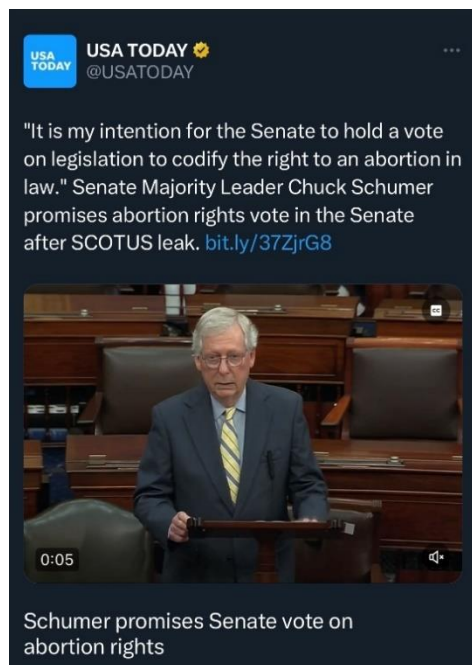 USA TODAY
USA
TODAY
@USATODAY
"It is my intention for the Senate to hold a vote
on legislation to codify the right to an abortion in
law." Senate Majority Leader Chuck Schumer
promises abortion rights vote in the Senate
after SCOTUS leak. bit.ly/37ZjrG8
CC
0:05
Schumer promises Senate vote on
abortion rights